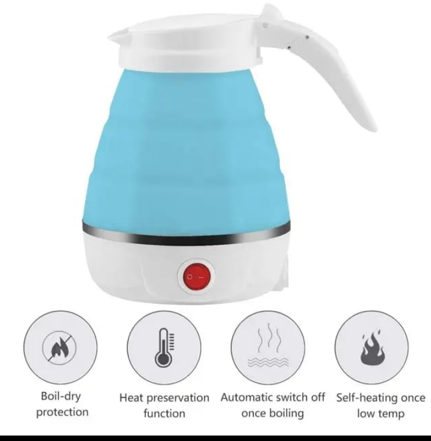 Boil-dry
protection
Heat preservation
function
Automatic switch off
once boiling
Self-heating once
low temp